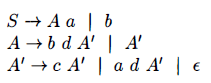 S → A a | b
A → b d A′ | A′
A′ → c A′ | a d A′ | ϵ